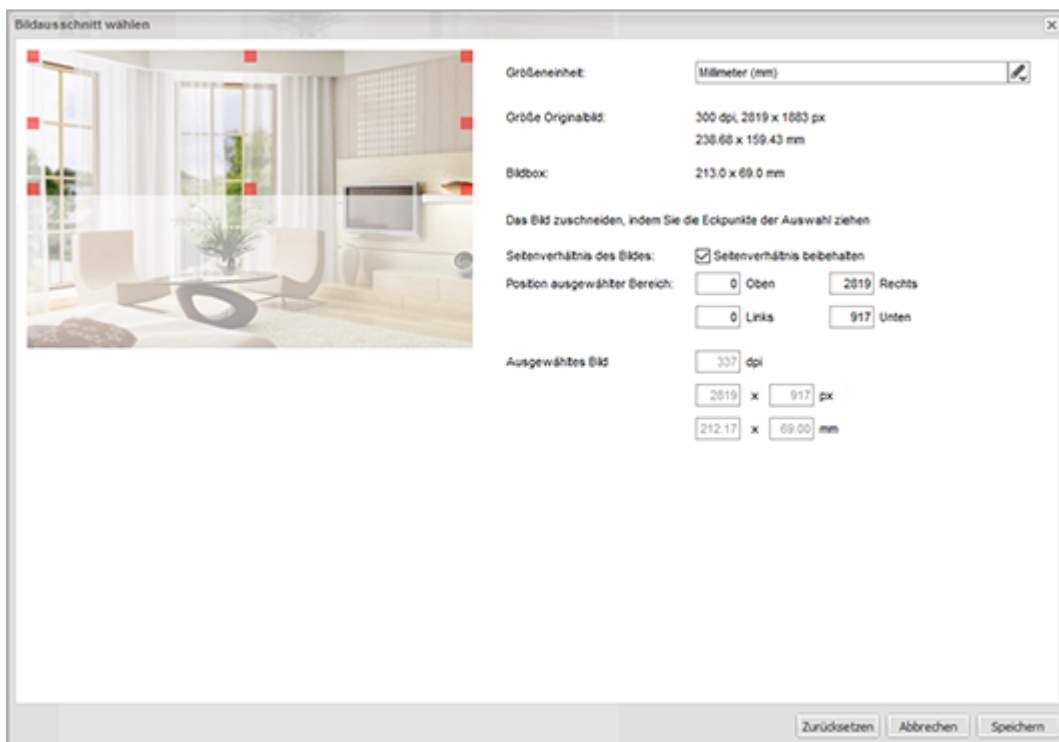 Bildausschnitt wählen
Größeneinheit: Millimeter (mm)
Größe Originalbild: 300 dpi, 2819 x 1883 px
238.68 x 159.43 mm
Bildbox: 213.0 x 69.0 mm
Das Bild zuschneiden, indem Sie die Eckpunkte der Auswahl ziehen
Seitenverhältnis des Bildes: Seitenverhältnis beibehalten
Position ausgewählter Bereich: 0 Oben 2819 Rechts
0 Links 917 Unten
Ausgewähltes Bild 337 dpi
2819 x 917 px
212.17 x 69.00 mm
Zurücksetzen Abbrechen Speichern